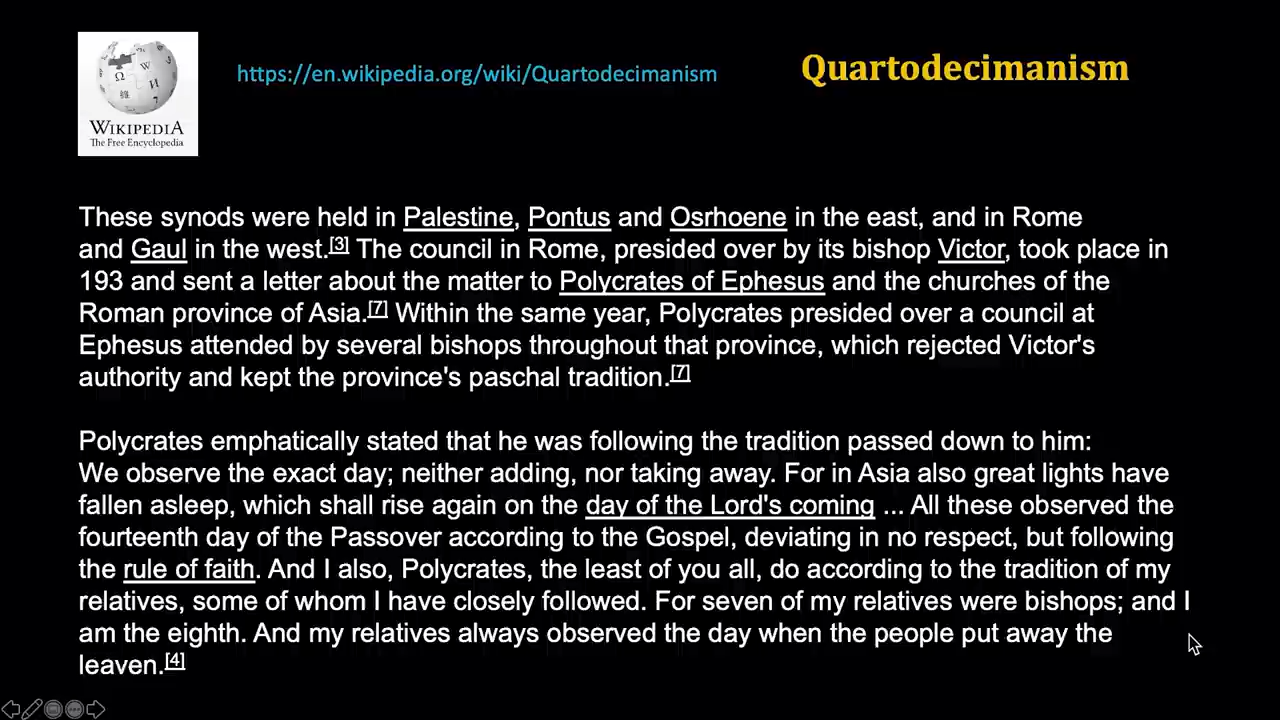 WIKIPEDIA
The Free Encyclopedia
https://en.wikipedia.org/wiki/Quartodecimanism
Quartodecimanism
These synods were held in Palestine, Pontus and Osrhoene in the east, and in Rome
and Gaul in the west.[3] The council in Rome, presided over by its bishop Victor, took place in
193 and sent a letter about the matter to Polycrates of Ephesus and the churches of the
Roman province of Asia.[7] Within the same year, Polycrates presided over a council at
Ephesus attended by several bishops throughout that province, which rejected Victor's
authority and kept the province's paschal tradition.[7]
Polycrates emphatically stated that he was following the tradition passed down to him:
We observe the exact day; neither adding, nor taking away. For in Asia also great lights have
fallen asleep, which shall rise again on the day of the Lord's coming ... All these observed the
fourteenth day of the Passover according to the Gospel, deviating in no respect, but following
the rule of faith. And I also, Polycrates, the least of you all, do according to the tradition of my
relatives, some of whom I have closely followed. For seven of my relatives were bishops; and I
am the eighth. And my relatives always observed the day when the people put away the
leaven.[4]